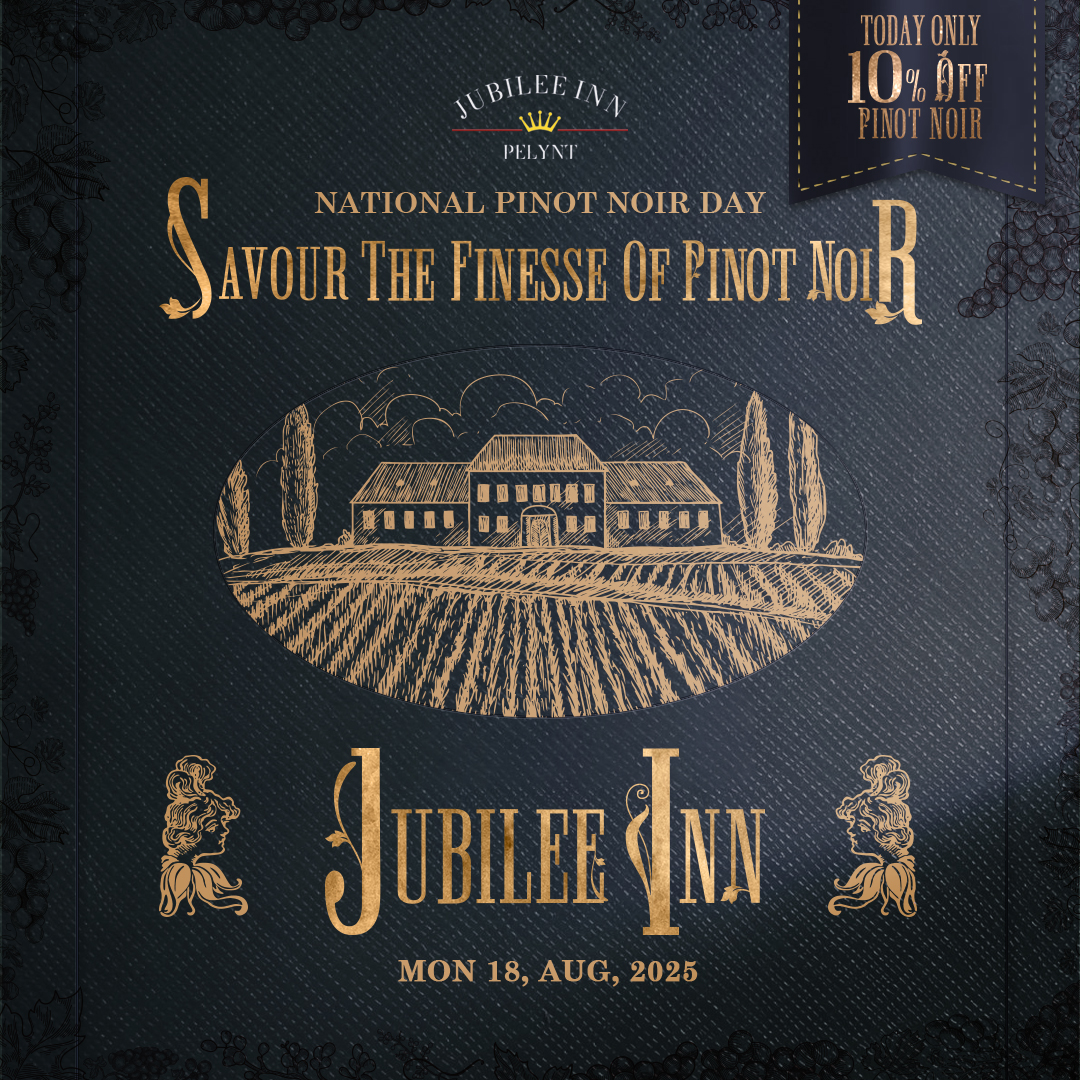 TODAY ONLY
10% OFF
PINOT NOIR
JUBILEE INN
PELYNT
NATIONAL PINOT NOIR DAY
SAVOUR THE FINESSE OF PINOT NOIR
JUBILEE INN
MON 18, AUG, 2025